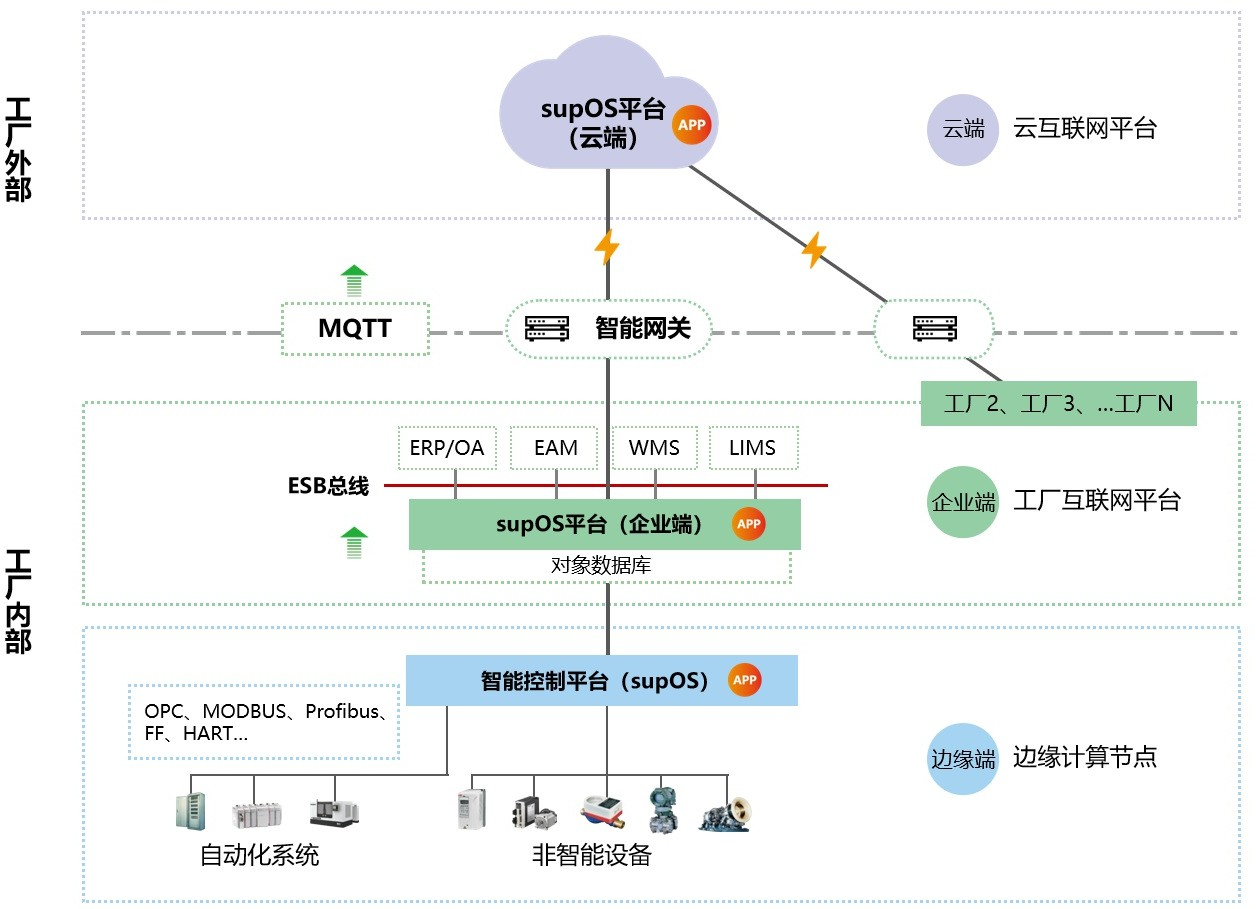 工厂外部
supOS平台
（云端）
APP
云端
云互联网平台
MQTT
智能网关
工厂2、工厂3、...工厂N
工厂内部
ERP/OA
EAM
WMS
LIMS
ESB总线
supOS平台（企业端）
APP
对象数据库
企业端
工厂互联网平台
智能控制平台（supOS）
APP
OPC、MODBUS、Profibus、
FF、HART...
边缘端
边缘计算节点
自动化系统
非智能设备